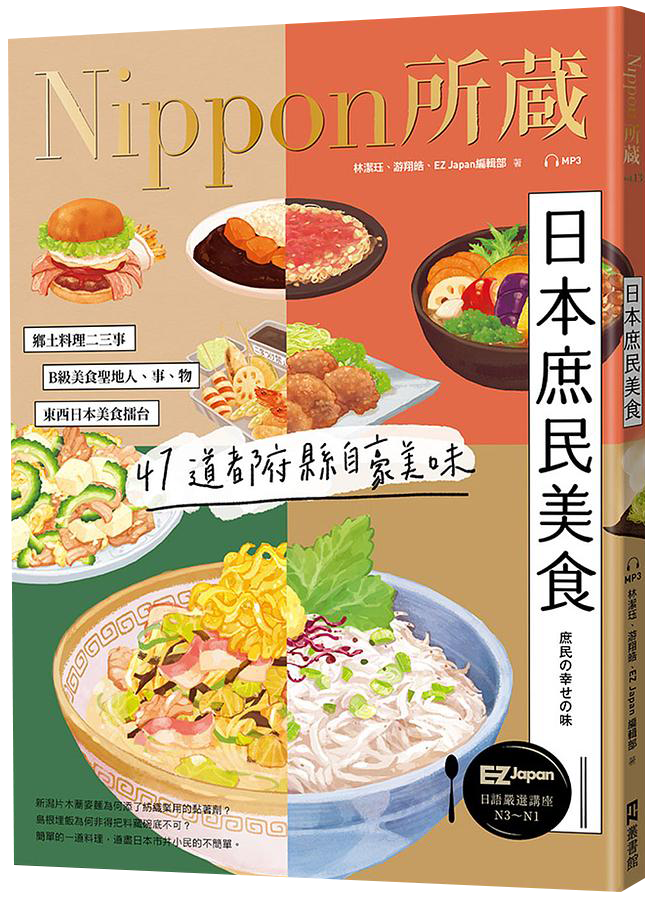 Nippon所蔵
林潔珏、游翔皓、EZ Japan編輯部 著
MP3
日本庶民美食
庶民の幸せの味
鄉土料理二三事
B級美食聖地人、事、物
東西日本美食擂台
47道都府縣自豪美味
EZ Japan
日語嚴選講座
N3～N1
新潟片木蕎麥麵為何添了紡織業用的黏著劑？
島根埋飯為何非得把料藏碗底不可？
簡單的一道料理，道盡日本市井小民的不簡單。
Nippon所蔵
vol.13
日本庶民美食
MP3
林潔珏、游翔皓、EZ Japan編輯部 著
EZ叢書館